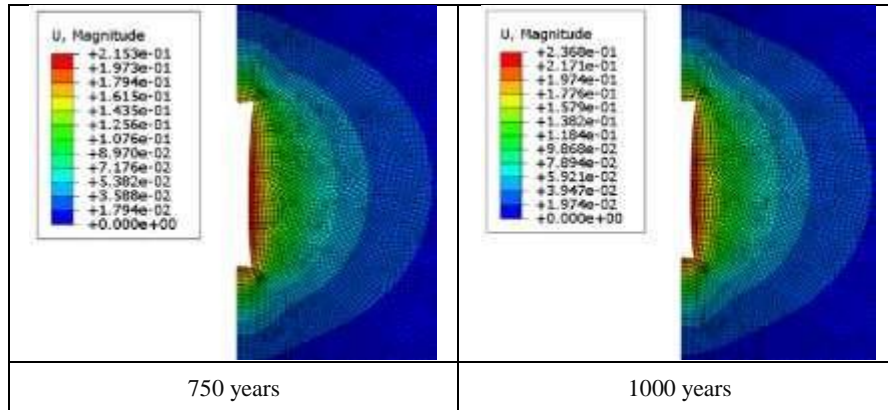 U, Magnitude
+2.153e-01
+1.973e-01
+1.794e-01
+1.615e-01
+1.435e-01
+1.256e-01
+1.076e-01
+8.970e-02
+7.176e-02
+5.382e-02
+3.588e-02
+1.794e-02
+0.000e+00
U, Magnitude
+2.368e-01
+2.171e-01
+1.974e-01
+1.776e-01
+1.579e-01
+1.382e-01
+1.184e-01
+9.868e-02
+7.894e-02
+5.921e-02
+3.947e-02
+1.974e-02
+0.000e+00
750 years
1000 years